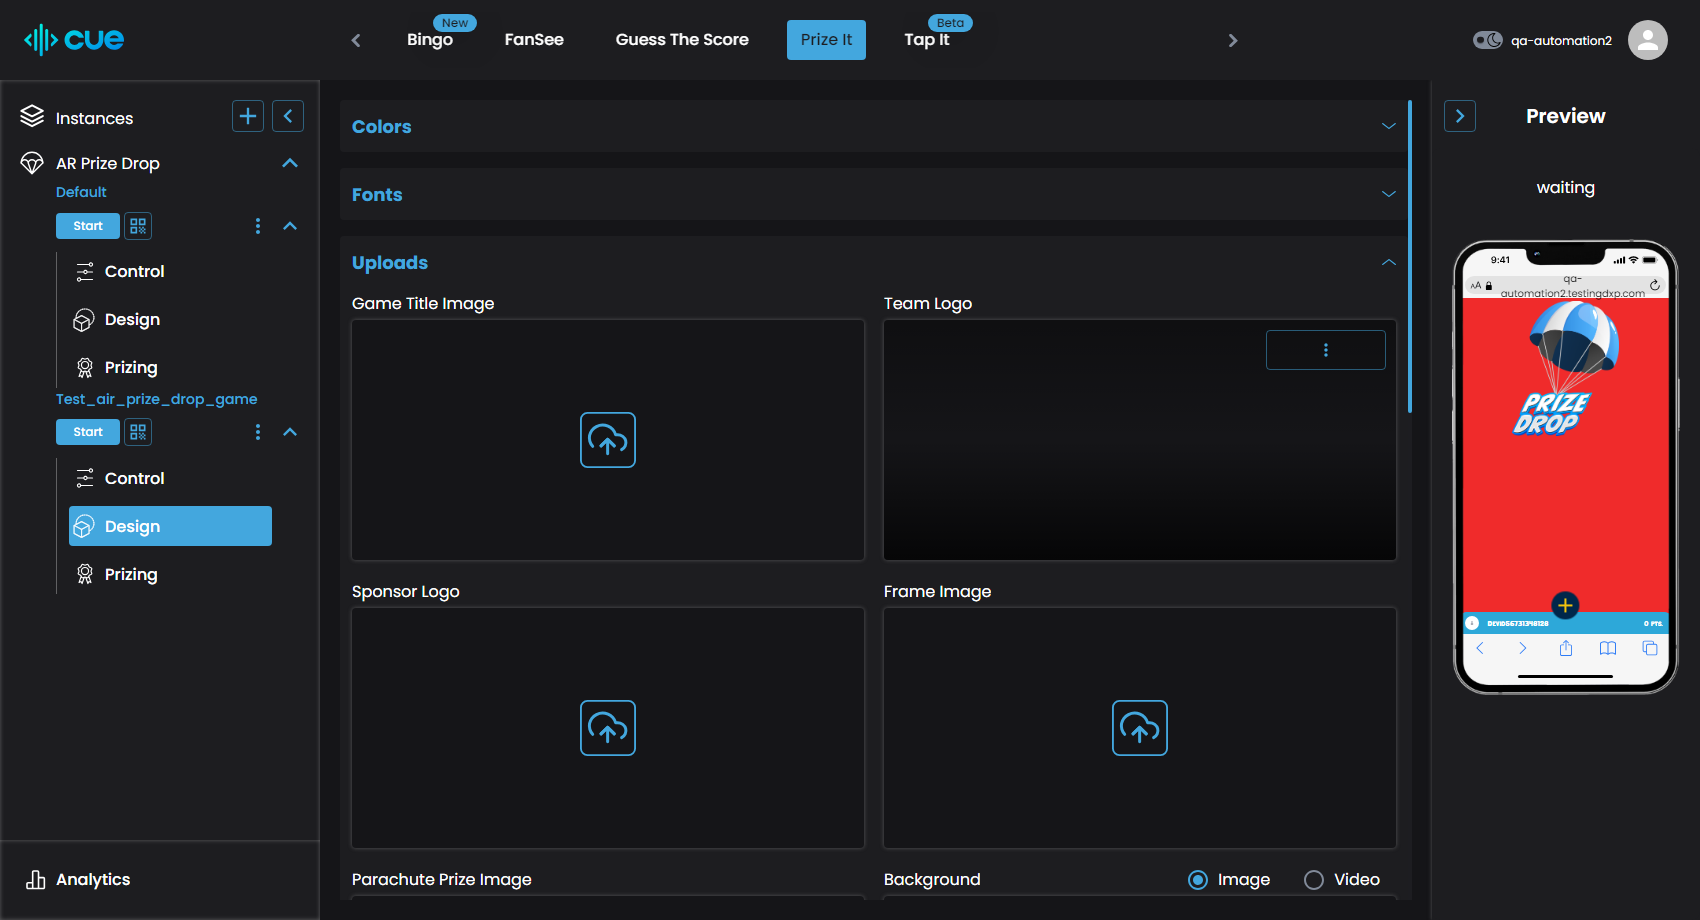 cue
New
Bingo
FanSee
Guess The Score
Prize It
Beta
Tap It
qa-automation2
Instances
AR Prize Drop
Default
Start
Control
Design
Prizing
Test_air_prize_drop_game
Start
Control
Design
Prizing
Analytics
Colors
Fonts
Uploads
Game Title Image
Team Logo
Sponsor Logo
Frame Image
Parachute Prize Image
Background
Image
Video
Preview
waiting
9:41
AA
qa-
automation2.testingdxp.com
PRIZE
DROP
0 PTS.